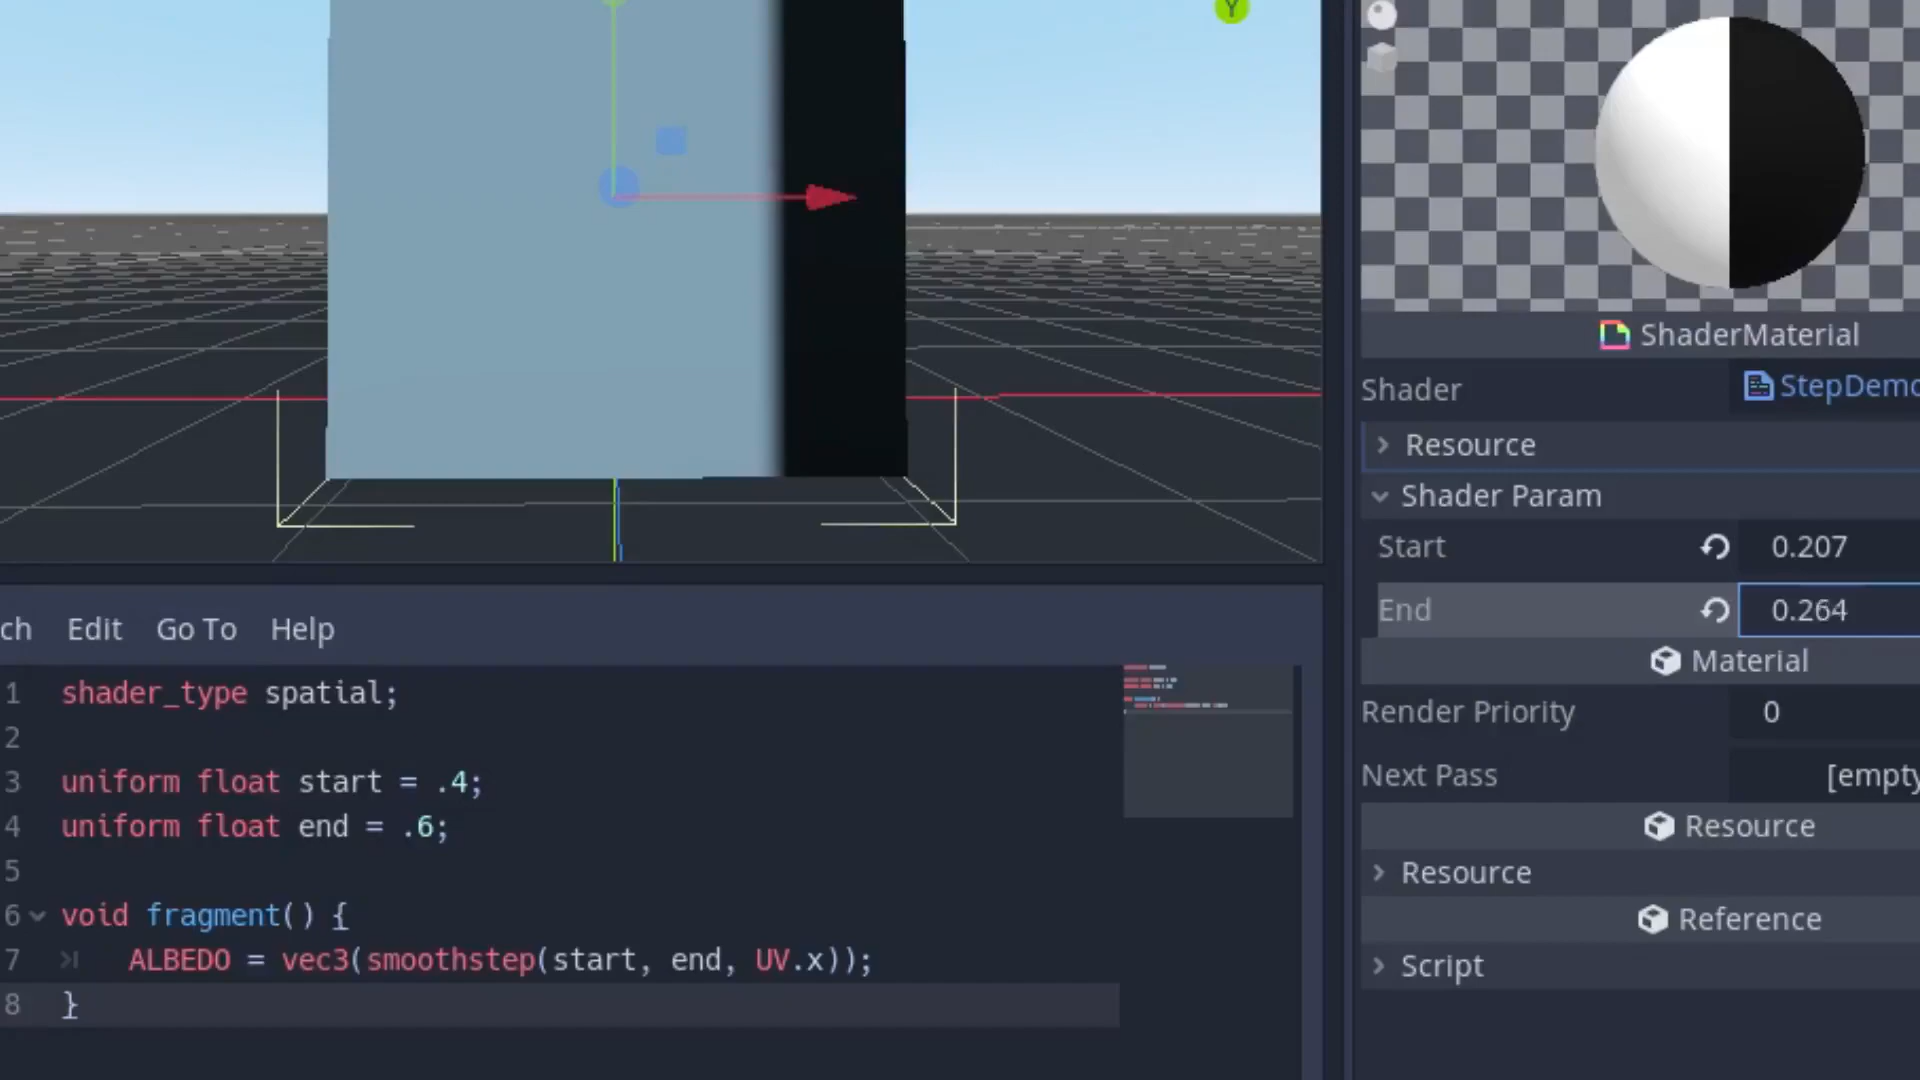 Y
ShaderMaterial
Shader StepDemo
Resource
Shader Param
Start 0.207
End 0.264
Material
Render Priority 0
Next Pass [empty
Resource
Resource
Reference
Script
ch Edit Go To Help
1 shader_type spatial;
2
3 uniform float start = .4;
4 uniform float end = .6;
5
6 void fragment() {
7 ALBEDO = vec3(smoothstep(start, end, UV.x));
8 }